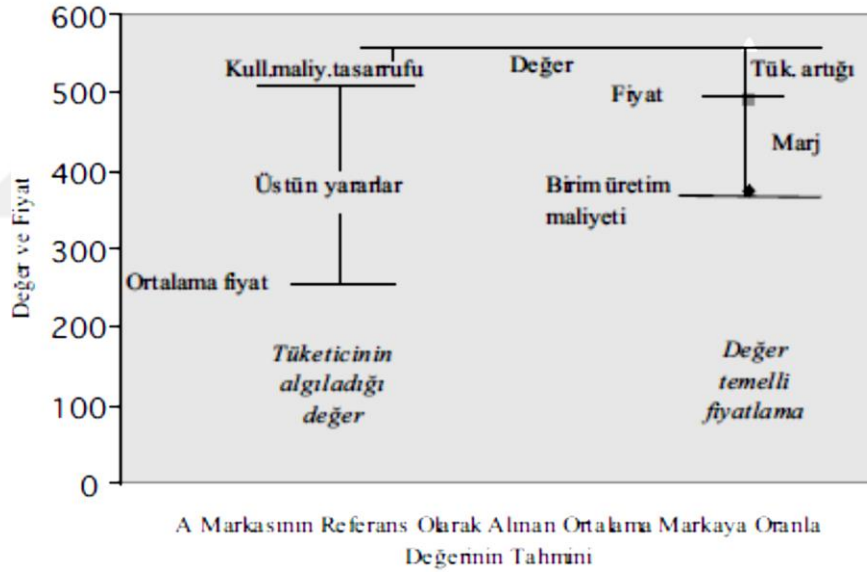 600
500
400
300
200
100
0
Değer ve Fiyat
Kull.maliy.tasarrufu
Değer
Tük. artığı
Fiyat
Marj
Üstün yararlar
Birim üretim
maliyeti
Ortalama fiyat
Tüketicinin
algıladığı
değer
Değer
temelli
fiyatlama
A Markasının Referans Olarak Alınan Ortalama Markaya Oranla
Değerinin Tahmini